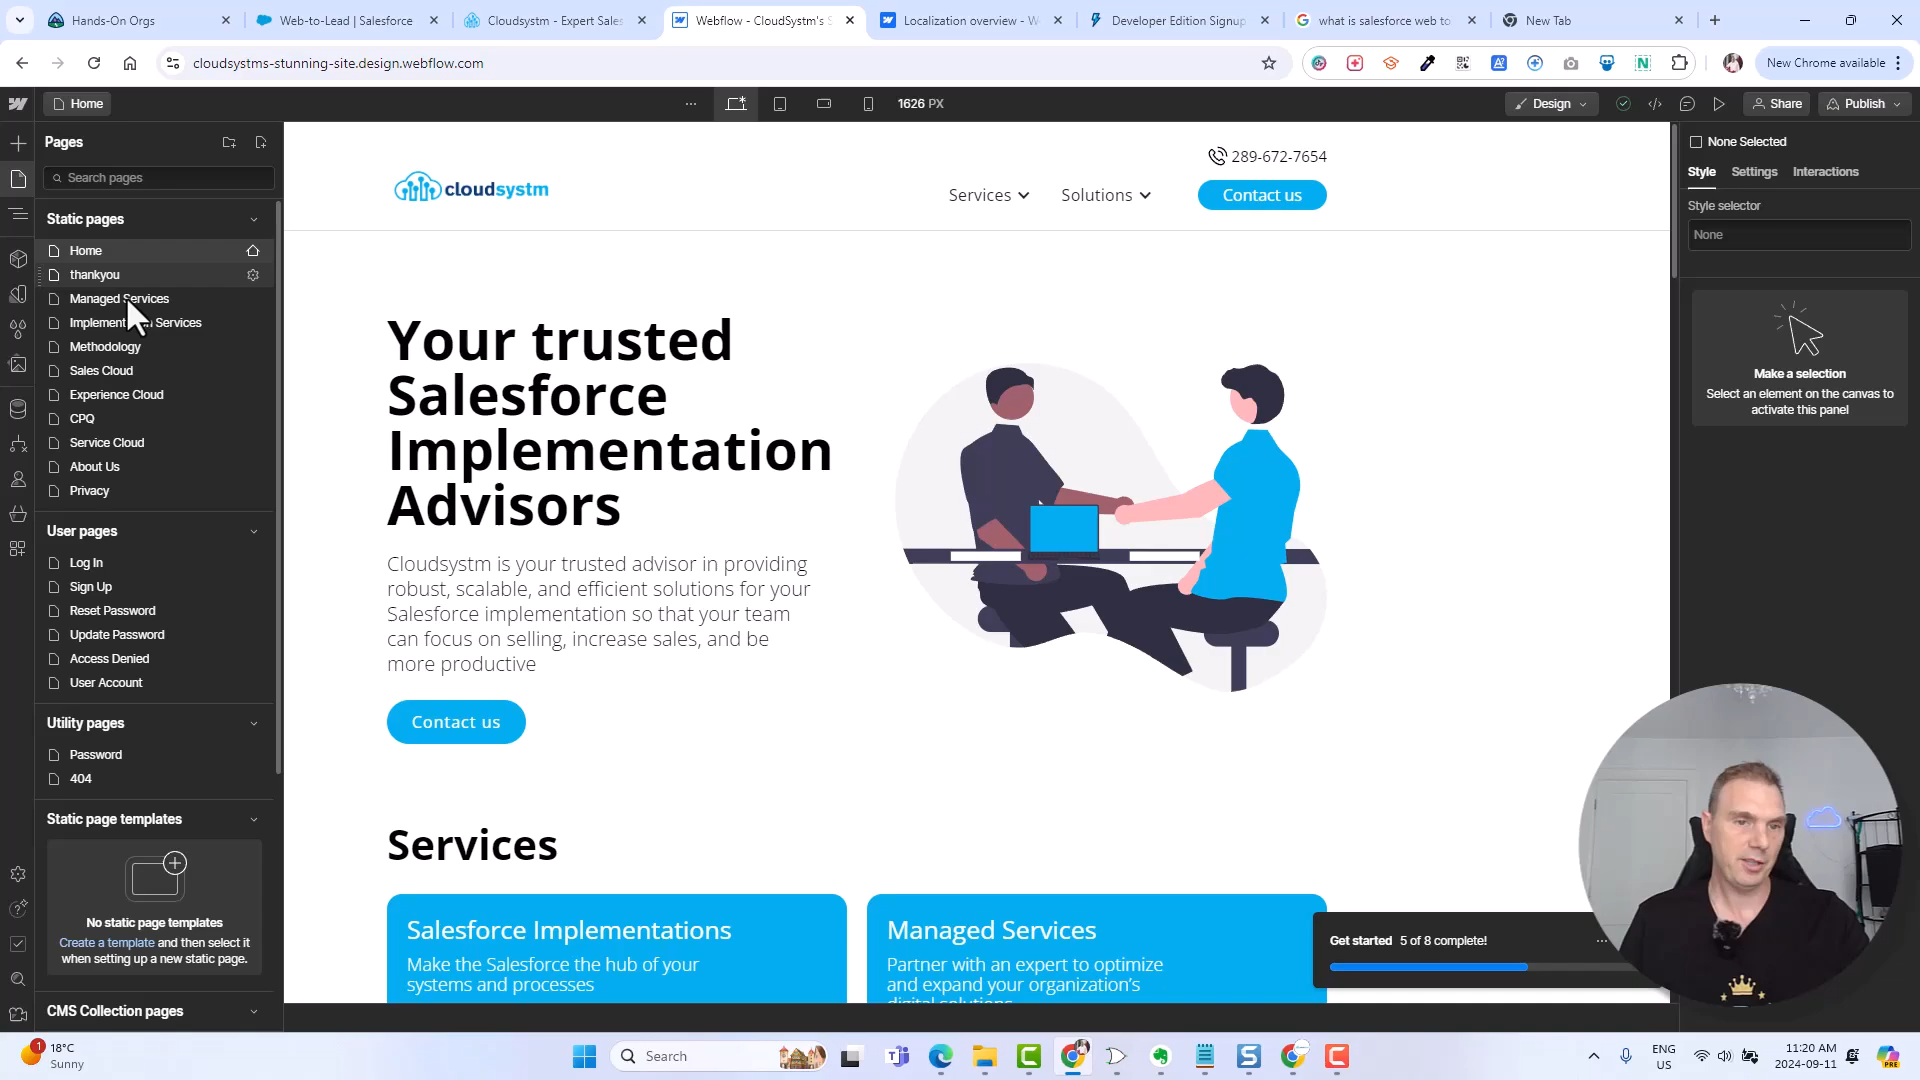 Hands-On Orgs
Web-to-Lead | Salesforce
Cloudsystm - Expert Sales
Webflow - CloudSystm's S
Localization overview - W
Developer Edition Signup
what is salesforce web to
New Tab
cloudsystms-stunning-site.design.webflow.com
New Chrome available
Home
1626 PX
Design
Share
Publish
Pages
Search pages
Static pages
Home
thankyou
Managed Services
Services
Methodology
Sales Cloud
Experience Cloud
CPQ
Service Cloud
About Us
Privacy
User pages
Log In
Sign Up
Reset Password
Update Password
Access Denied
User Account
Utility pages
Password
404
Static page templates
No static page templates
Create a template and then select it
when setting up a new static page.
CMS Collection pages
289-672-7654
cloudsystm
Services
Solutions
Contact us
Your trusted
Salesforce
Implementation
Advisors
Cloudsystm is your trusted advisor in providing
robust, scalable, and efficient solutions for your
Salesforce implementation so that your team
can focus on selling, increase sales, and be
more productive
Contact us
Services
Salesforce Implementations
Make the Salesforce the hub of your
systems and processes
Managed Services
Partner with an expert to optimize
and expand your organization's
digital solutions
Get started 5 of 8 complete!
None Selected
Style
Settings
Interactions
Style selector
None
Make a selection
Select an element on the canvas to
activate this panel
1
18°C
Sunny
Search
ENG
US
11:20 AM
2024-09-11
PRE